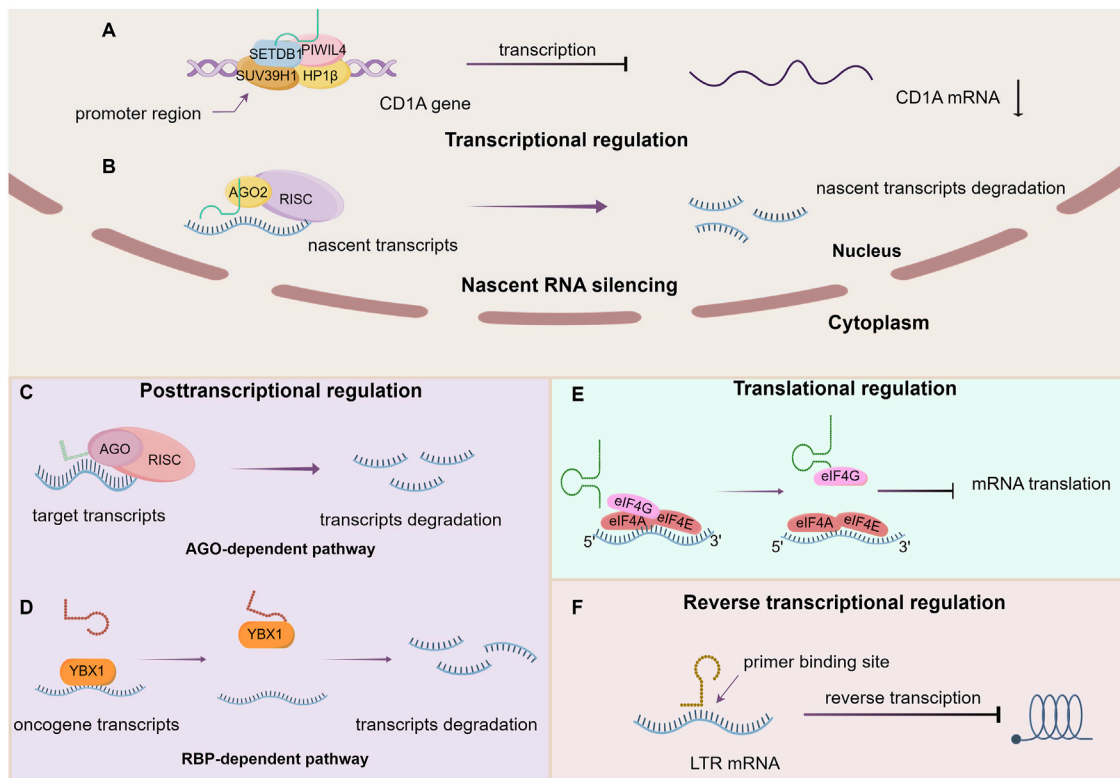 A
SETDB1
PIWIL4
SUV39H1
HP1β
promoter region
CD1A gene
transcription
CD1A mRNA
Transcriptional regulation
B
AGO2
RISC
nascent transcripts
nascent transcripts degradation
Nucleus
Nascent RNA silencing
Cytoplasm
C
Posttranscriptional regulation
AGO
RISC
target transcripts
transcripts degradation
AGO-dependent pathway
D
YBX1
YBX1
oncogene transcripts
transcripts degradation
RBP-dependent pathway
E
Translational regulation
eIF4G
eIF4A
eIF4E
5'
3'
eIF4G
mRNA translation
eIF4A
eIF4E
5'
3'
F
Reverse transcriptional regulation
primer binding site
reverse transciption
LTR mRNA